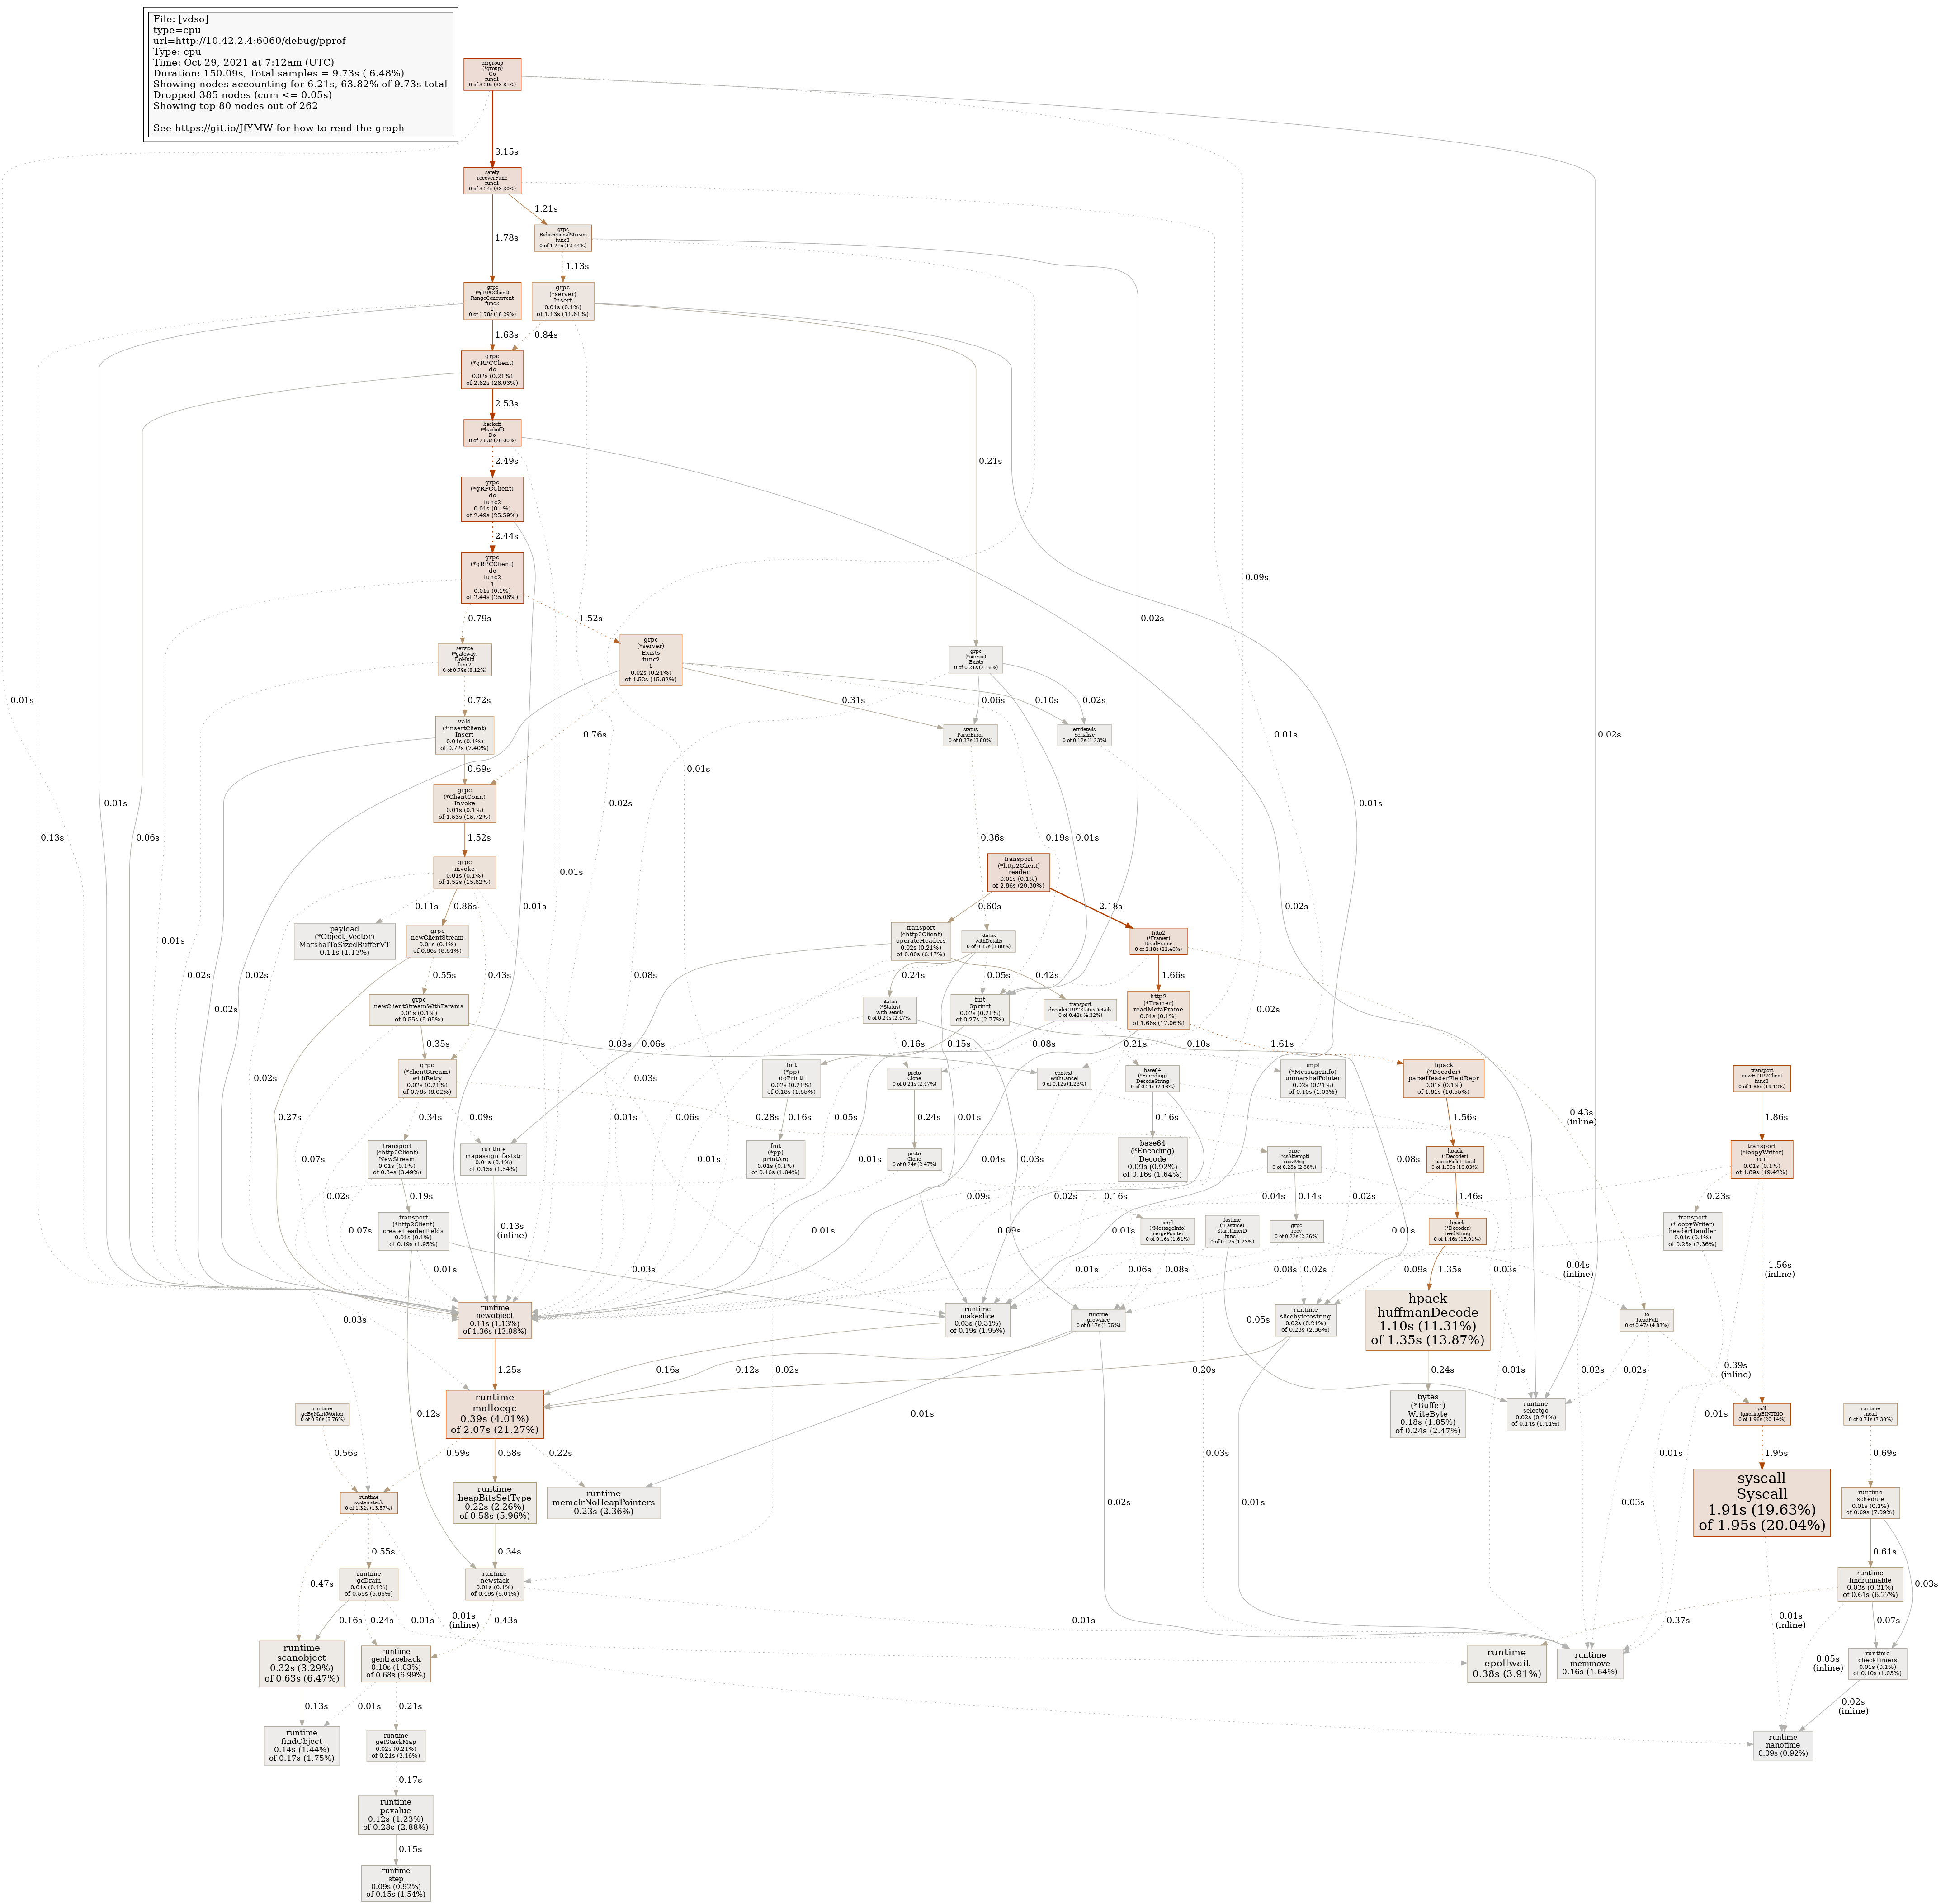 File: [vdso]
type=cpu
url=http://10.42.2.4:6060/debug/pprof
Type: cpu
Time: Oct 29, 2021 at 7:12am (UTC)
Duration: 150.09s, Total samples = 9.73s ( 6.48%)
Showing nodes accounting for 6.21s, 63.82% of 9.73s total
Dropped 385 nodes (cum <= 0.05s)
Showing top 80 nodes out of 262
See https://git.io/JfYMW for how to read the graph
errgroup
(*group)
Go
func1
0 of 3.29s (33.81%)
3.15s
safety
recoverFunc
func1
0 of 3.24s (33.30%)
1.21s
1.78s
grpc
BidirectionalStream
func3
0 of 1.21s (12.44%)
1.13s
grpc
(*gRPCClient)
RangeConcurrent
func2
1
0 of 1.78s (18.29%)
grpc
(*server)
Insert
0.01s (0.1%)
of 1.13s (11.61%)
1.63s
0.84s
grpc
(*gRPCClient)
do
0.02s (0.21%)
of 2.62s (26.93%)
2.53s
backoff
(*backoff)
Do
0 of 2.53s (26.00%)
2.49s
0.21s
grpc
(*gRPCClient)
do
func2
0.01s (0.1%)
of 2.49s (25.59%)
2.44s
grpc
(*gRPCClient)
do
func2
1
0.01s (0.1%)
of 2.44s (25.08%)
0.09s
0.79s
1.52s
0.02s
service
(*gateway)
DoMulti
func2
0 of 0.79s (8.12%)
grpc
(*server)
Exists
func2
1
0.02s (0.21%)
of 1.52s (15.62%)
grpc
(*server)
Exists
0 of 0.21s (2.16%)
0.01s
0.72s
0.31s
0.06s
0.10s
0.02s
vald
(*insertClient)
Insert
0.01s (0.1%)
of 0.72s (7.40%)
0.76s
status
ParseError
0 of 0.37s (3.80%)
errdetails
Serialize
0 of 0.12s (1.23%)
0.01s
0.69s
0.01s
grpc
(*ClientConn)
Invoke
0.01s (0.1%)
of 1.53s (15.72%)
0.01s
0.06s
0.02s
0.01s
0.13s
1.52s
0.36s
0.19s
0.01s
grpc
invoke
0.01s (0.1%)
of 1.52s (15.62%)
0.01s
transport
(*http2Client)
reader
0.01s (0.1%)
of 2.86s (29.39%)
0.11s
0.86s
0.01s
0.60s
2.18s
0.02s
payload
(*Object_Vector)
MarshalToSizedBufferVT
0.11s (1.13%)
grpc
newClientStream
0.01s (0.1%)
of 0.86s (8.84%)
transport
(*http2Client)
operateHeaders
0.02s (0.21%)
of 0.60s (6.17%)
status
withDetails
0 of 0.37s (3.80%)
http2
(*Framer)
ReadFrame
0 of 2.18s (22.40%)
0.01s
0.02s
0.02s
0.02s
0.55s
0.43s
0.08s
0.24s
0.05s
0.42s
0.02s
1.66s
grpc
newClientStreamWithParams
0.01s (0.1%)
of 0.55s (5.65%)
status
(*Status)
WithDetails
0 of 0.24s (2.47%)
fmt
Sprintf
0.02s (0.21%)
of 0.27s (2.77%)
transport
decodeGRPCStatusDetails
0 of 0.42s (4.32%)
http2
(*Framer)
readMetaFrame
0.01s (0.1%)
of 1.66s (17.06%)
0.02s
0.35s
0.03s
0.06s
0.16s
0.15s
0.08s
0.10s
0.21s
1.61s
grpc
(*clientStream)
withRetry
0.02s (0.21%)
of 0.78s (8.02%)
fmt
(*pp)
doPrintf
0.02s (0.21%)
of 0.18s (1.85%)
proto
Clone
0 of 0.24s (2.47%)
context
WithCancel
0 of 0.12s (1.23%)
base64
(*Encoding)
DecodeString
0 of 0.21s (2.16%)
impl
(*MessageInfo)
unmarshalPointer
0.02s (0.21%)
of 0.10s (1.03%)
hpack
(*Decoder)
parseHeaderFieldRepr
0.01s (0.1%)
of 1.61s (16.55%)
transport
newHTTP2Client
func3
0 of 1.86s (19.12%)
0.27s
0.34s
0.09s
0.03s
0.01s
0.06s
0.28s
0.16s
0.05s
0.24s
0.01s
0.16s
1.56s
0.43s
(inline)
1.86s
transport
(*http2Client)
NewStream
0.01s (0.1%)
of 0.34s (3.49%)
runtime
mapassign_faststr
0.01s (0.1%)
of 0.15s (1.54%)
fmt
(*pp)
printArg
0.01s (0.1%)
of 0.16s (1.64%)
proto
Clone
0 of 0.24s (2.47%)
base64
(*Encoding)
Decode
0.09s (0.92%)
of 0.16s (1.64%)
grpc
(*csAttempt)
recvMsg
0 of 0.28s (2.88%)
hpack
(*Decoder)
parseFieldLiteral
0 of 1.56s (16.03%)
transport
(*loopyWriter)
run
0.01s (0.1%)
of 1.89s (19.42%)
0.07s
0.02s
0.19s
0.01s
0.01s
0.04s
0.03s
0.08s
0.09s
0.02s
0.16s
0.04s
0.14s
0.02s
1.46s
0.23s
transport
(*http2Client)
createHeaderFields
0.01s (0.1%)
of 0.19s (1.95%)
impl
(*MessageInfo)
mergePointer
0 of 0.16s (1.64%)
fastime
(*Fastime)
StartTimerD
func1
0 of 0.12s (1.23%)
grpc
recv
0 of 0.22s (2.26%)
hpack
(*Decoder)
readString
0 of 1.46s (15.01%)
transport
(*loopyWriter)
headerHandler
0.01s (0.1%)
of 0.23s (2.36%)
0.07s
0.13s
(inline)
0.01s
0.09s
0.01s
0.01s
0.01s
0.03s
0.03s
0.01s
0.06s
0.08s
0.08s
0.02s
0.09s
1.35s
0.03s
0.04s
(inline)
1.56s
(inline)
runtime
newobject
0.11s (1.13%)
of 1.36s (13.98%)
runtime
makeslice
0.03s (0.31%)
of 0.19s (1.95%)
runtime
growslice
0 of 0.17s (1.75%)
runtime
slicebytetostring
0.02s (0.21%)
of 0.23s (2.36%)
hpack
huffmanDecode
1.10s (11.31%)
of 1.35s (13.87%)
io
ReadFull
0 of 0.47s (4.83%)
0.03s
0.05s
1.25s
0.16s
0.12s
0.20s
0.02s
0.24s
0.01s
0.02s
0.02s
0.39s
(inline)
runtime
gcBgMarkWorker
0 of 0.56s (5.76%)
runtime
mallocgc
0.39s (4.01%)
of 2.07s (21.27%)
bytes
(*Buffer)
WriteByte
0.18s (1.85%)
of 0.24s (2.47%)
runtime
selectgo
0.02s (0.21%)
of 0.14s (1.44%)
poll
ignoringEINTRIO
0 of 1.96s (20.14%)
runtime
mcall
0 of 0.71s (7.30%)
0.12s
0.01s
0.01s
0.56s
0.59s
0.58s
0.22s
0.03s
0.01s
1.95s
0.69s
runtime
systemstack
0 of 1.32s (13.57%)
runtime
heapBitsSetType
0.22s (2.26%)
of 0.58s (5.96%)
runtime
memclrNoHeapPointers
0.23s (2.36%)
syscall
Syscall
1.91s (19.63%)
of 1.95s (20.04%)
runtime
schedule
0.01s (0.1%)
of 0.69s (7.09%)
0.02s
0.01s
0.03s
0.55s
0.34s
0.61s
0.47s
runtime
gcDrain
0.01s (0.1%)
of 0.55s (5.65%)
runtime
newstack
0.01s (0.1%)
of 0.49s (5.04%)
runtime
findrunnable
0.03s (0.31%)
of 0.61s (6.27%)
0.03s
0.16s
0.24s
0.01s
0.01s
(inline)
0.43s
0.01s
0.37s
0.01s
(inline)
0.07s
runtime
scanobject
0.32s (3.29%)
of 0.63s (6.47%)
runtime
gentraceback
0.10s (1.03%)
of 0.68s (6.99%)
runtime
epollwait
0.38s (3.91%)
runtime
memmove
0.16s (1.64%)
0.05s
(inline)
runtime
checkTimers
0.01s (0.1%)
of 0.10s (1.03%)
0.13s
0.01s
0.21s
0.02s
(inline)
runtime
findObject
0.14s (1.44%)
of 0.17s (1.75%)
runtime
getStackMap
0.02s (0.21%)
of 0.21s (2.16%)
runtime
nanotime
0.09s (0.92%)
0.17s
runtime
pcvalue
0.12s (1.23%)
of 0.28s (2.88%)
0.15s
runtime
step
0.09s (0.92%)
of 0.15s (1.54%)